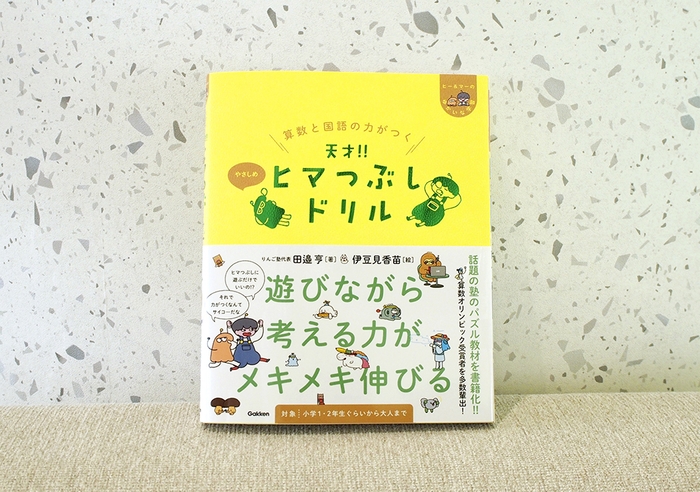 ヒー&マーの
算数と国語の力がつく
天才!!
やさしめ
ヒマつぶし
ドリル
りんご塾代表 田邉亨[著] 伊豆見香苗[絵]
話題の塾のパズル教材を書籍化!!
算数オリンピック受賞者を多数輩出!
ヒマつぶしに
遊ぶだけで
いいの!?
それで
力がつくなんて
サイコーだな
遊びながら
考える力が
メキメキ伸びる
Gakken
対象:小学1・2年生ぐらいから大人まで